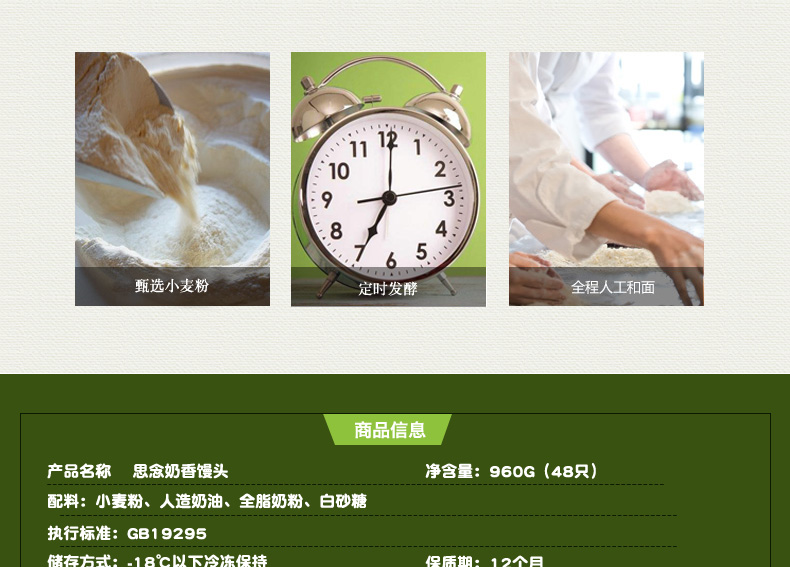 12
1
2
3
4
5
6
7
8
9
10
11
甄选小麦粉
定时发酵
全程人工和面
商品信息
产品名称 思念奶香馒头 净含量：960G（48只）
配料：小麦粉、人造奶油、全脂奶粉、白砂糖
执行标准：GB19295
储存方式：-18℃以下冷冻保持 保质期：12个月